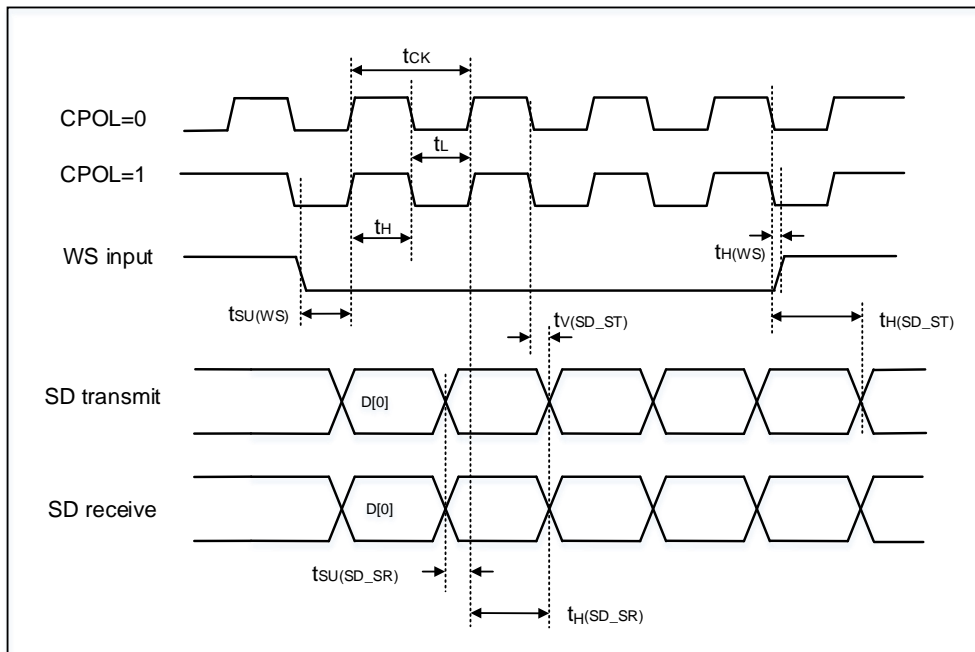 tCK
CPOL=0
tL
CPOL=1
tH
tH(WS)
WS input
tSU(WS)
tV(SD_ST)
tH(SD_ST)
SD transmit
D[0]
SD receive
D[0]
tSU(SD_SR)
tH(SD_SR)